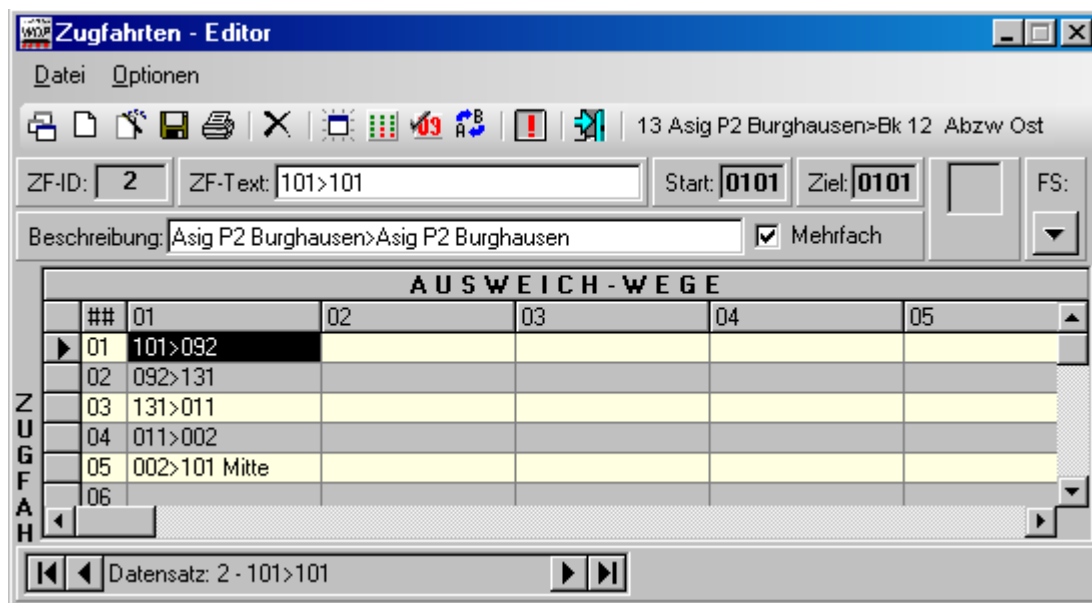 WDP Zugfahrten - Editor
Datei Optionen
09 A B 13 Asig P2 Burghausen>Bk 12 Abzw Ost
ZF-ID: 2 ZF-Text: 101>101 Start: 0101 Ziel: 0101 FS:
Beschreibung: Asig P2 Burghausen>Asig P2 Burghausen Mehrfach
AUSWEICH-WEGE
## 01 02 03 04 05
01 101>092
02 092>131
03 131>011
04 011>002
05 002>101 Mitte
06
ZUGFAH
Datensatz: 2 - 101>101